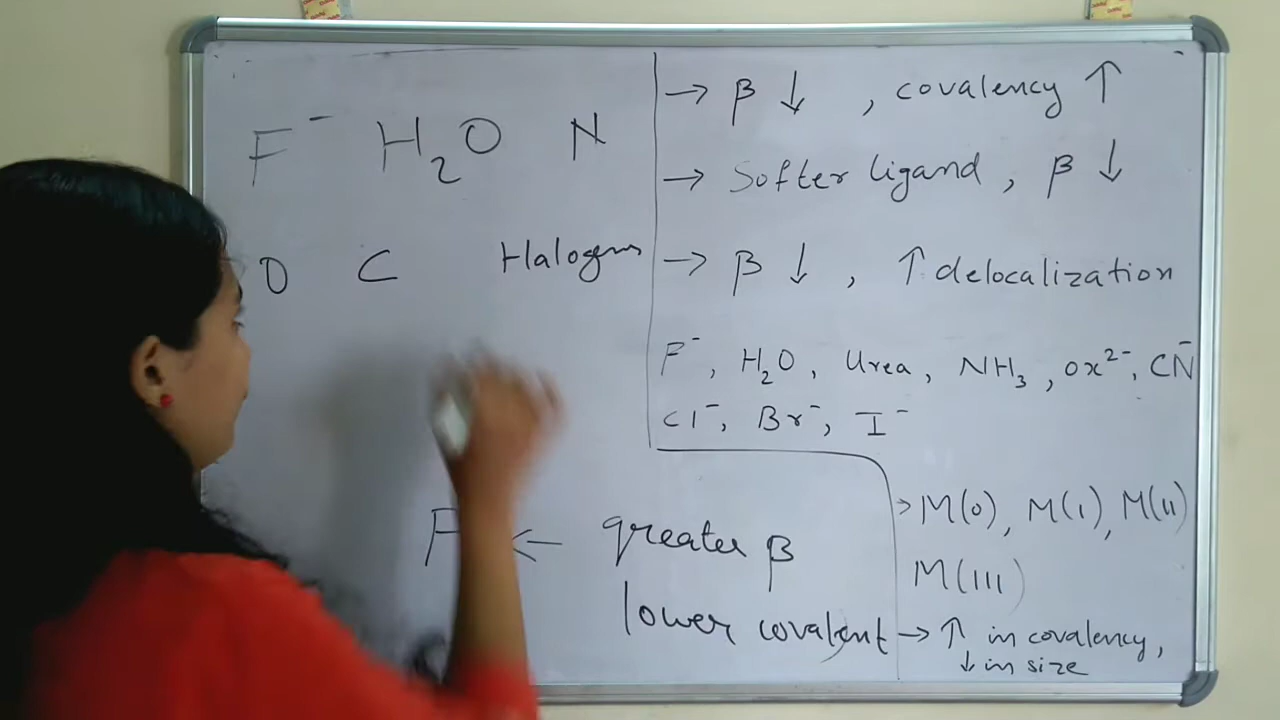 F⁻ H₂O N
O C Halogens
F ← greater β
lower covalent
→ β ↓ , covalency ↑
→ Softer ligand , β ↓
→ β ↓ , ↑ delocalization
F⁻, H₂O, Urea, NH₃, ox²⁻, CN⁻
Cl⁻, Br⁻, I⁻
> M(0), M(I), M(II)
M(III)
→ ↑ in covalency,
↓ in size